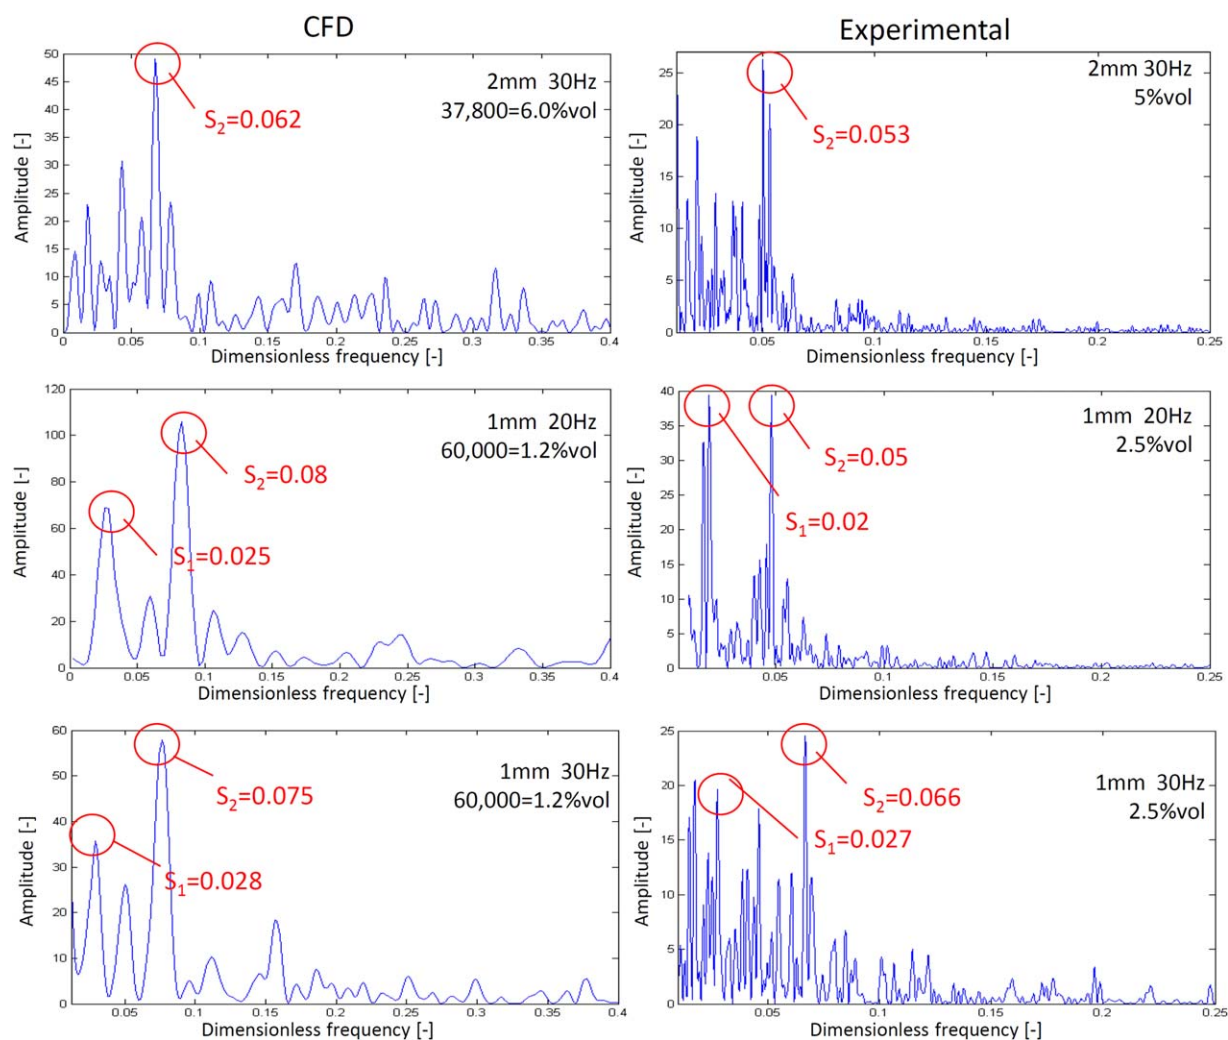 CFD
Experimental
50
45
40
35
30
25
20
15
10
5
0
Amplitude [-]
0
0.05
0.1
0.15
0.2
0.25
0.3
0.35
0.4
Dimensionless frequency [-]
2mm 30Hz
37,800=6.0%vol
S2=0.062
25
20
15
10
5
0
Amplitude [-]
0.05
0.1
0.15
0.2
0.25
Dimensionless frequency [-]
2mm 30Hz
5%vol
S2=0.053
120
100
80
60
40
20
0
Amplitude [-]
0
0.05
0.1
0.15
0.2
0.25
0.3
0.35
0.4
Dimensionless frequency [-]
1mm 20Hz
60,000=1.2%vol
S2=0.08
S1=0.025
40
35
30
25
20
15
10
5
0
Amplitude [-]
0.05
0.1
0.15
0.2
0.25
Dimensionless frequency [-]
1mm 20Hz
2.5%vol
S2=0.05
S1=0.02
60
50
40
30
20
10
0
Amplitude [-]
0.05
0.1
0.15
0.2
0.25
0.3
0.35
0.4
Dimensionless frequency [-]
1mm 30Hz
60,000=1.2%vol
S2=0.075
S1=0.028
25
20
15
10
5
0
Amplitude [-]
0.05
0.1
0.15
0.2
0.25
Dimensionless frequency [-]
1mm 30Hz
2.5%vol
S2=0.066
S1=0.027